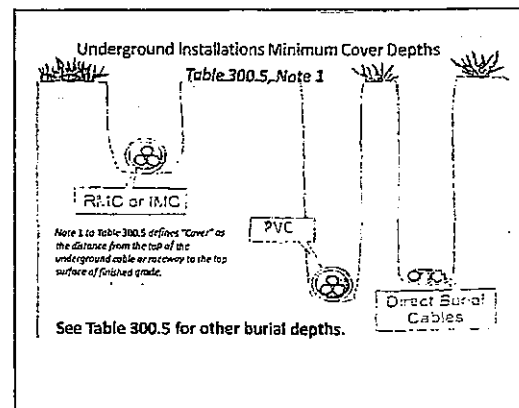 Underground Installations Minimum Cover Depths
Table 300.5, Note 1
RMC or IMC
Note 1 to Table 300.5 defines "Cover" as
the distance from the top of the
underground cable or raceway to the top
surface of finished grade.
PVC
Direct Burial
Cables
See Table 300.5 for other burial depths.